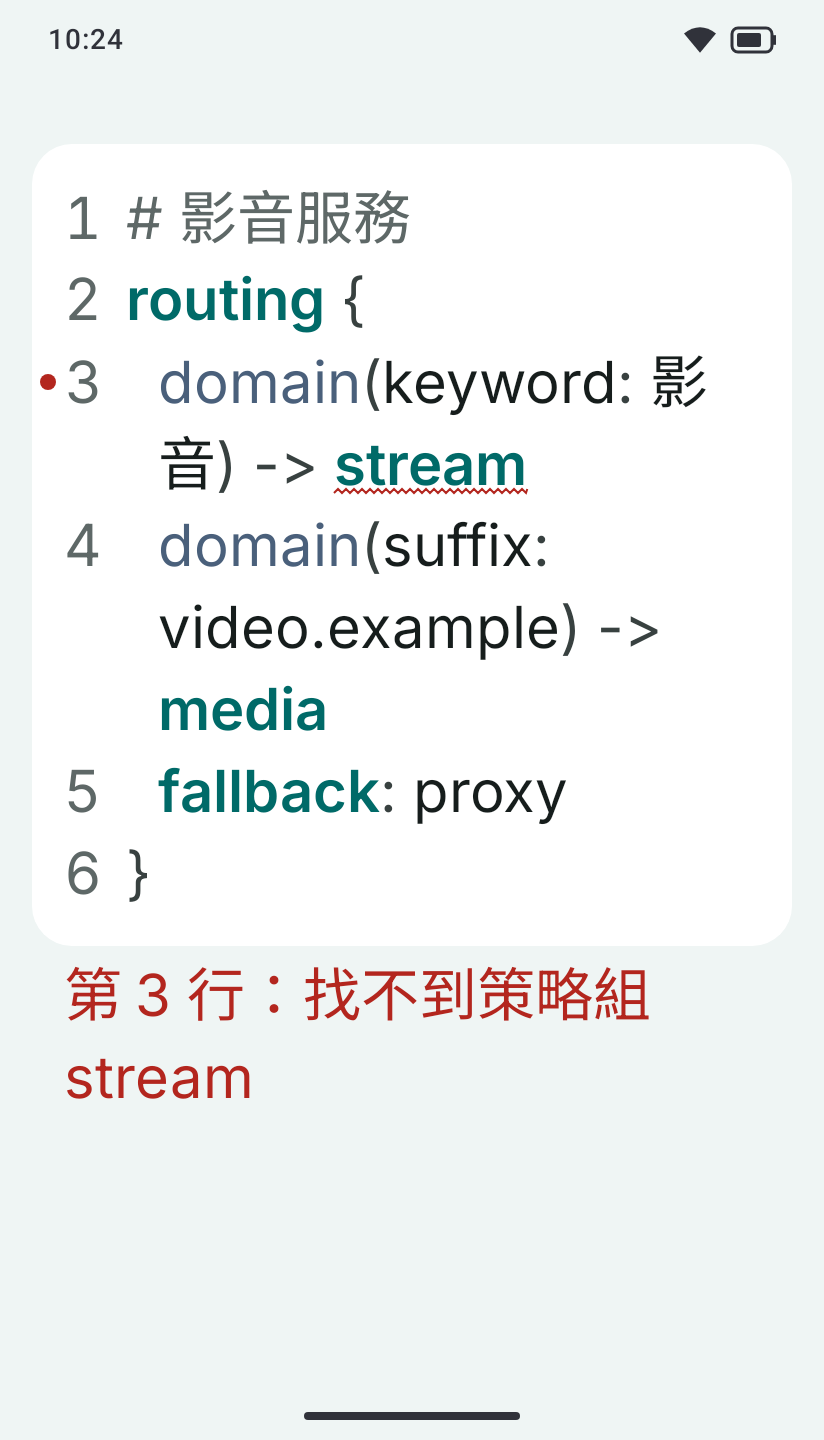 10:24
1 # 影音服務
2 routing {
3 domain(keyword: 影
音) -> stream
4 domain(suffix:
video.example) ->
media
5 fallback: proxy
6 }
第 3 行：找不到策略組
stream